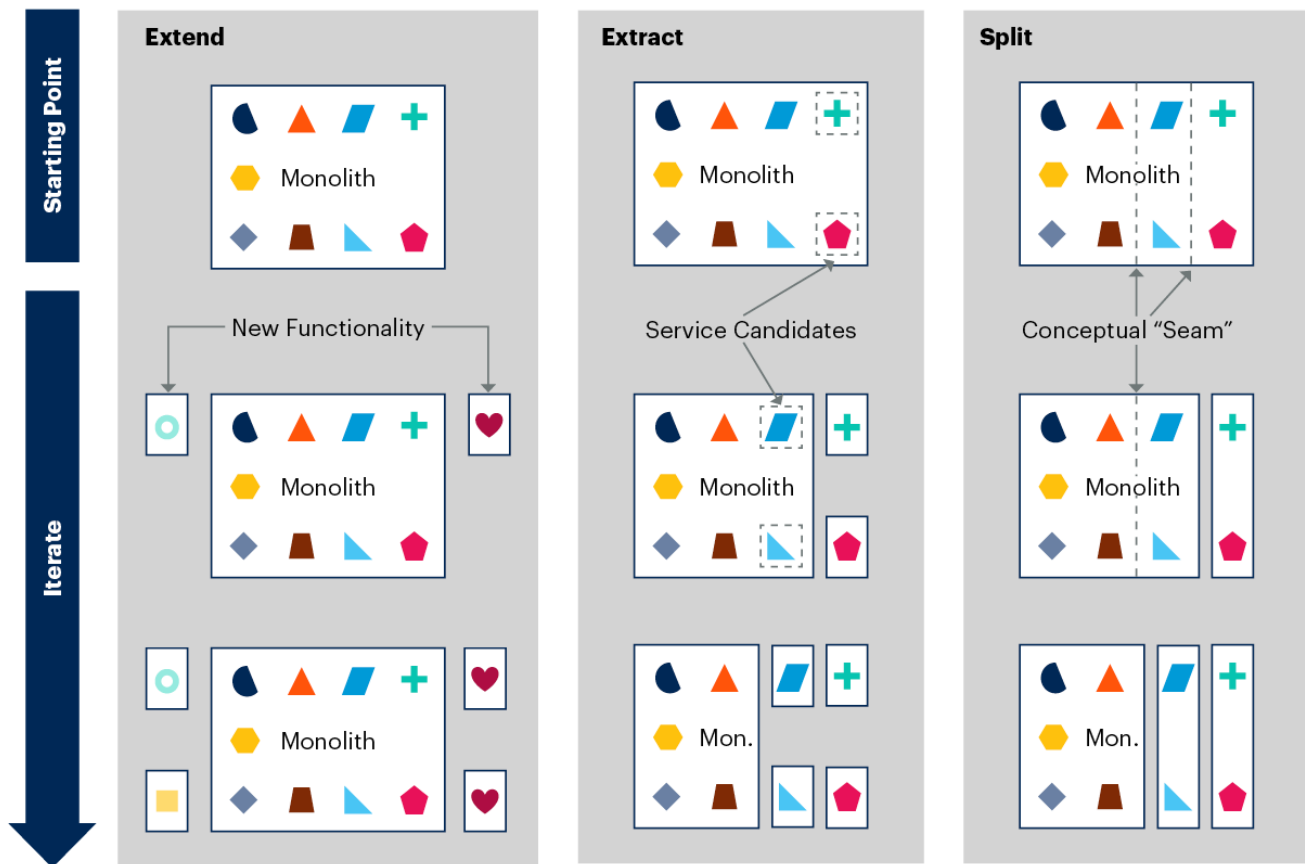 Starting Point
Iterate
Extend
Monolith
New Functionality
Monolith
Monolith
Extract
Monolith
Service Candidates
Monolith
Mon.
Split
Monolith
Conceptual “Seam”
Monolith
Mon.